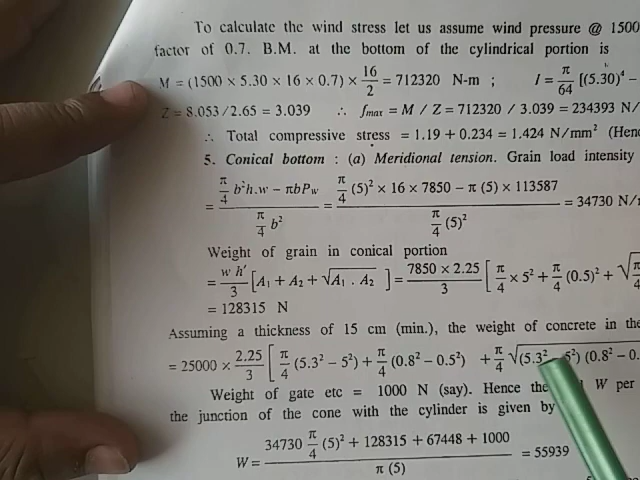 To calculate the wind stress let us assume wind pressure @ 1500
factor of 0.7. B.M. at the bottom of the cylindrical portion is
M = (1500 × 5.30 × 16 × 0.7) × 16/2 = 712320 N-m ; I = π/64 [(5.30)⁴ –
Z = 8.053/2.65 = 3.039 ∴ fmax = M / Z = 712320 / 3.039 = 234393 N/
∴ Total compressive stress = 1.19 + 0.234 = 1.424 N/mm² (Hence
5. Conical bottom : (a) Meridional tension. Grain load intensity
= (π/4 b²h.w – πbPw) / (π/4 b²) = (π/4 (5)² × 16 × 7850 – π (5) × 113587) / (π/4 (5)²) = 34730 N/
Weight of grain in conical portion
= w h′/3 [A₁ + A₂ + √A₁ . A₂ ] = 7850 × 2.25/3 [ π/4 × 5² + π/4 (0.5)² + √π/4
= 128315 N
Assuming a thickness of 15 cm (min.), the weight of concrete in the
= 25000 × 2.25/3 [ π/4 (5.3² – 5²) + π/4 (0.8² – 0.5²) + π/4 √(5.3² – 5²) (0.8² – 0.
Weight of gate etc = 1000 N (say). Hence the W per
the junction of the cone with the cylinder is given by
W = (34730 π/4 (5)² + 128315 + 67448 + 1000) / (π (5)) = 55939